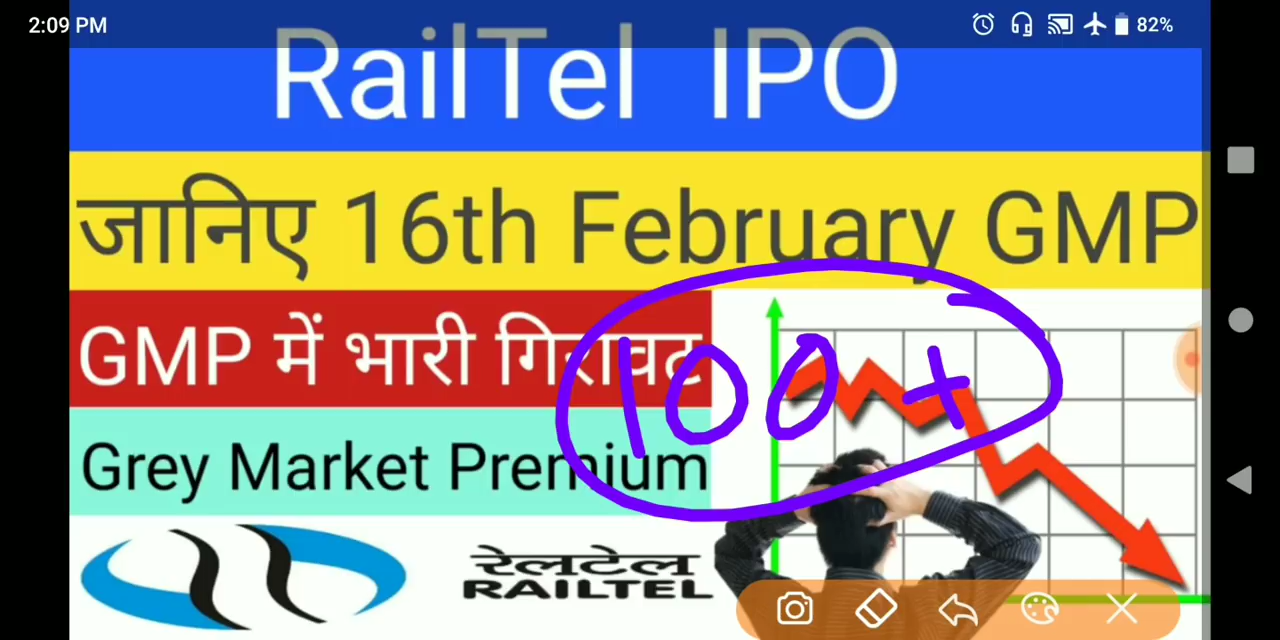 2:09 PM
82%
RailTel IPO
जानिए 16th February GMP
GMP में भारी गिरावट
100+
Grey Market Premium
रेलटेल
RAILTEL